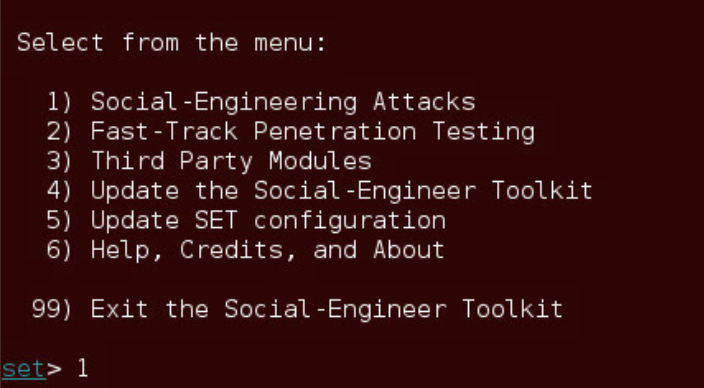 Select from the menu:
1) Social-Engineering Attacks
2) Fast-Track Penetration Testing
3) Third Party Modules
4) Update the Social-Engineer Toolkit
5) Update SET configuration
6) Help, Credits, and About
99) Exit the Social-Engineer Toolkit
set> 1